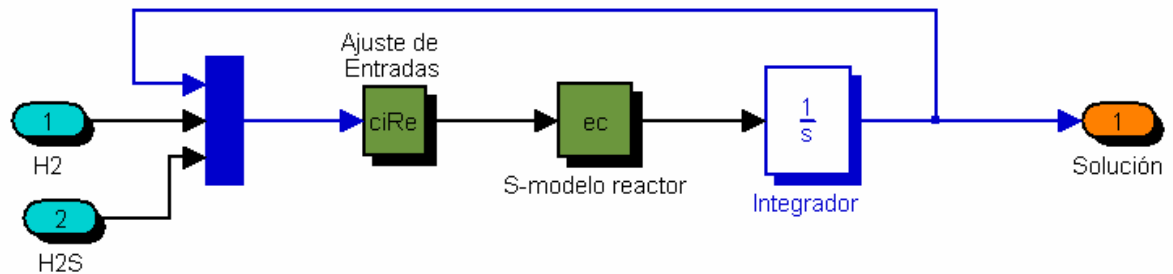 Ajuste de
Entradas
1
H2
2
H2S
ciRe
ec
S-modelo reactor
1
s
Integrador
1
Solución